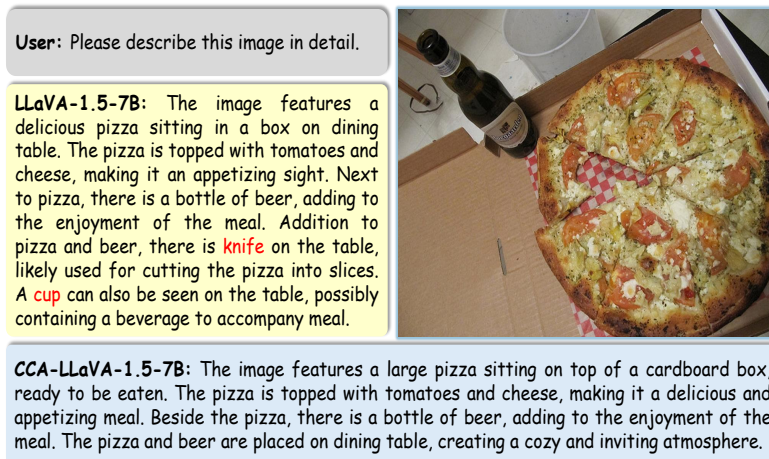 User: Please describe this image in detail.
LLaVA-1.5-7B: The image features a
delicious pizza sitting in a box on dining
table. The pizza is topped with tomatoes and
cheese, making it an appetizing sight. Next
to pizza, there is a bottle of beer, adding to
the enjoyment of the meal. Addition to
pizza and beer, there is knife on the table,
likely used for cutting the pizza into slices.
A cup can also be seen on the table, possibly
containing a beverage to accompany meal.
CCA-LLaVA-1.5-7B: The image features a large pizza sitting on top of a cardboard box,
ready to be eaten. The pizza is topped with tomatoes and cheese, making it a delicious and
appetizing meal. Beside the pizza, there is a bottle of beer, adding to the enjoyment of the
meal. The pizza and beer are placed on dining table, creating a cozy and inviting atmosphere.